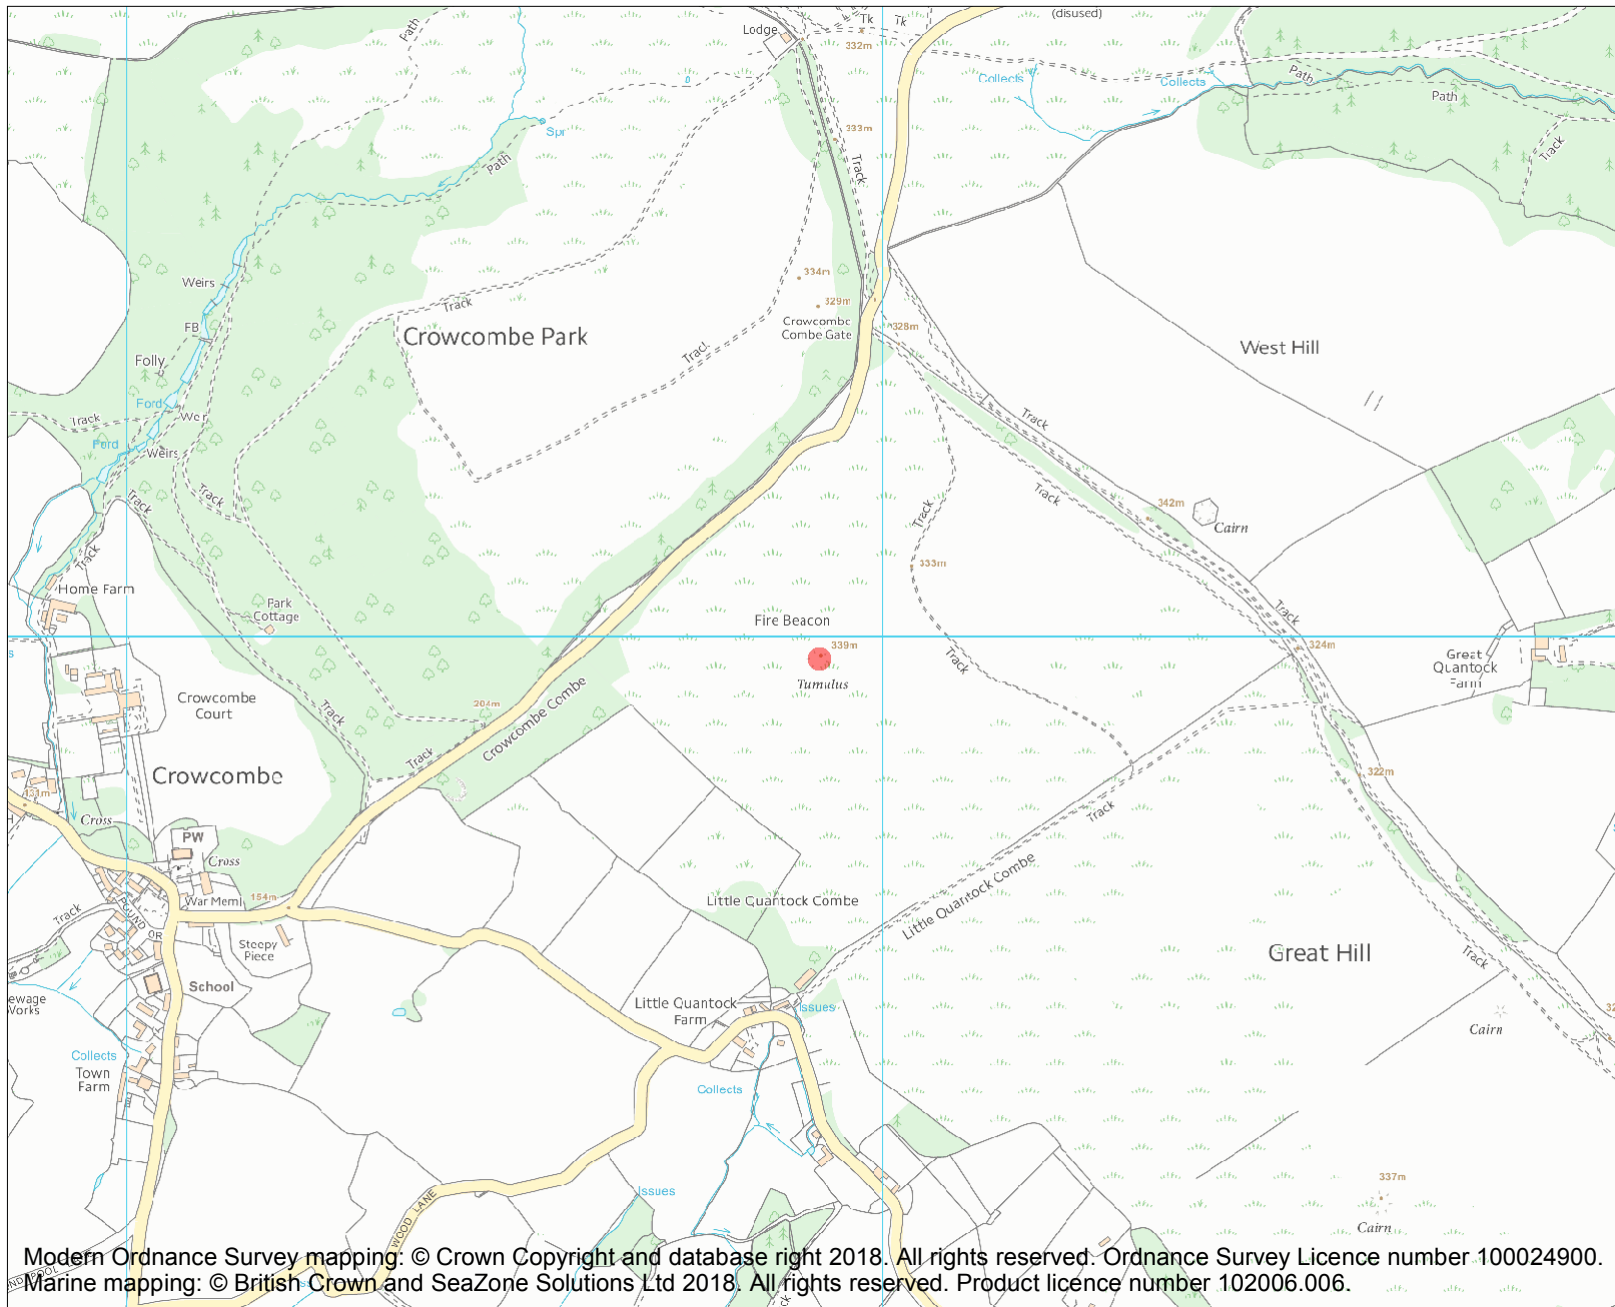 (disused)
Path
Lodge
Tk
Tk
332m
Collects
Collects
Path
Path
Spr
Path
333m
Track
Track
Weirs
334m
329m
Track
FB
Crowcombe Park
Crowcombe
Combe Gate
328m
West Hill
Folly
Ford
Track
Weirs
Track
Track
Track
Track
Track
342m
Cairn
Track
Track
Home Farm
333m
Park
Cottage
Track
Fire Beacon
339m
324m
Great
Quantock
Farm
Track
Tumulus
Crowcombe
Court
204m
Track
Crowcombe Combe
Track
Crowcombe
322m
131m
Cross
Track
PW
Cross
Little Quantock Combe
Little Quantock Combe
154m
War Meml
Track
Steepy
Piece
Great Hill
Track
School
Little Quantock
Farm
Issues
Cairn
Collects
Town
Farm
Collects
Issues
337m
WOOD LANE
Cairn
Modern Ordnance Survey mapping: © Crown Copyright and database right 2018. All rights reserved. Ordnance Survey Licence number 100024900.
Marine mapping: © British Crown and SeaZone Solutions Ltd 2018. All rights reserved. Product licence number 102006.006.